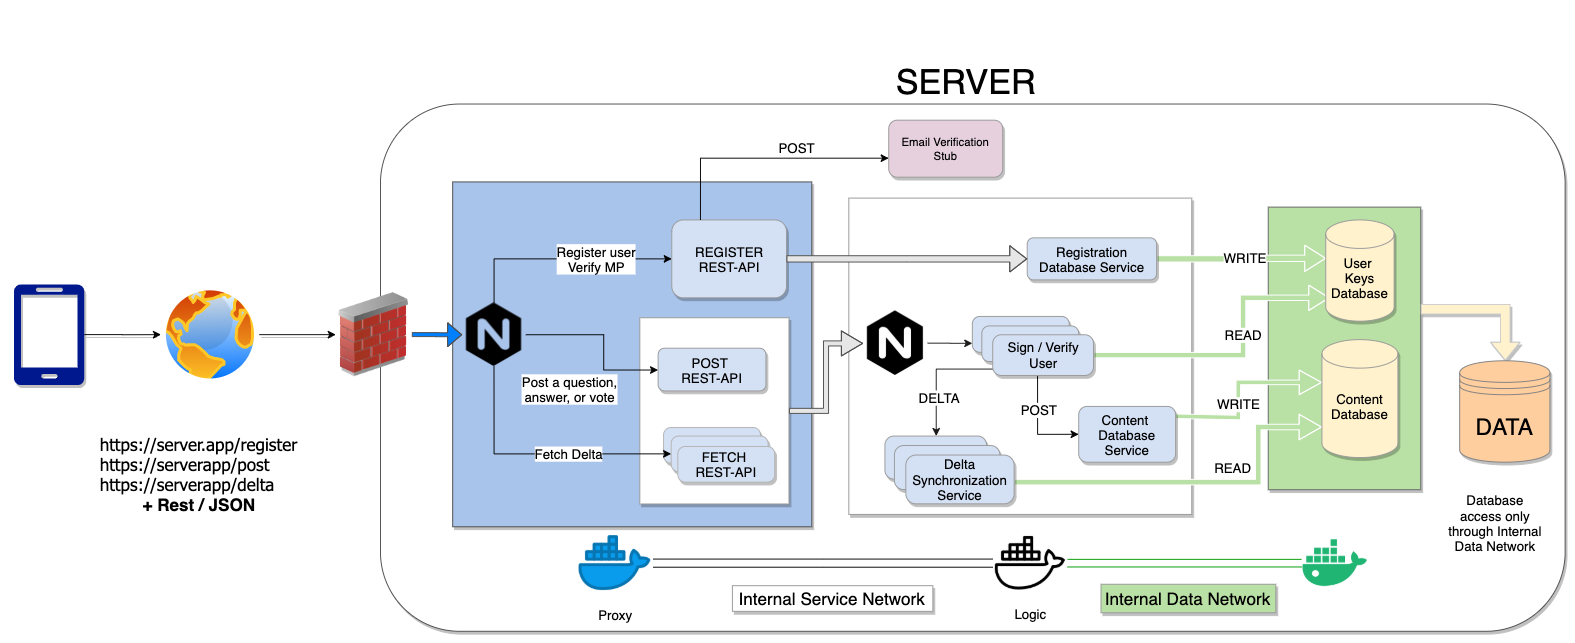 SERVER
POST
Email Verification
Stub
Register user
Verify MP
REGISTER
REST-API
Registration
Database Service
WRITE
User
Keys
Database
READ
N
N
Sign / Verify
User
POST
REST-API
Post a question,
answer, or vote
DELTA
POST
WRITE
Content
Database
Content
Database
Service
DATA
https://server.app/register
https://serverapp/post
https://serverapp/delta
+ Rest / JSON
Fetch Delta
FETCH
REST-API
Delta
Synchronization
Service
READ
Database
access only
through Internal
Data Network
Proxy
Internal Service Network
Logic
Internal Data Network